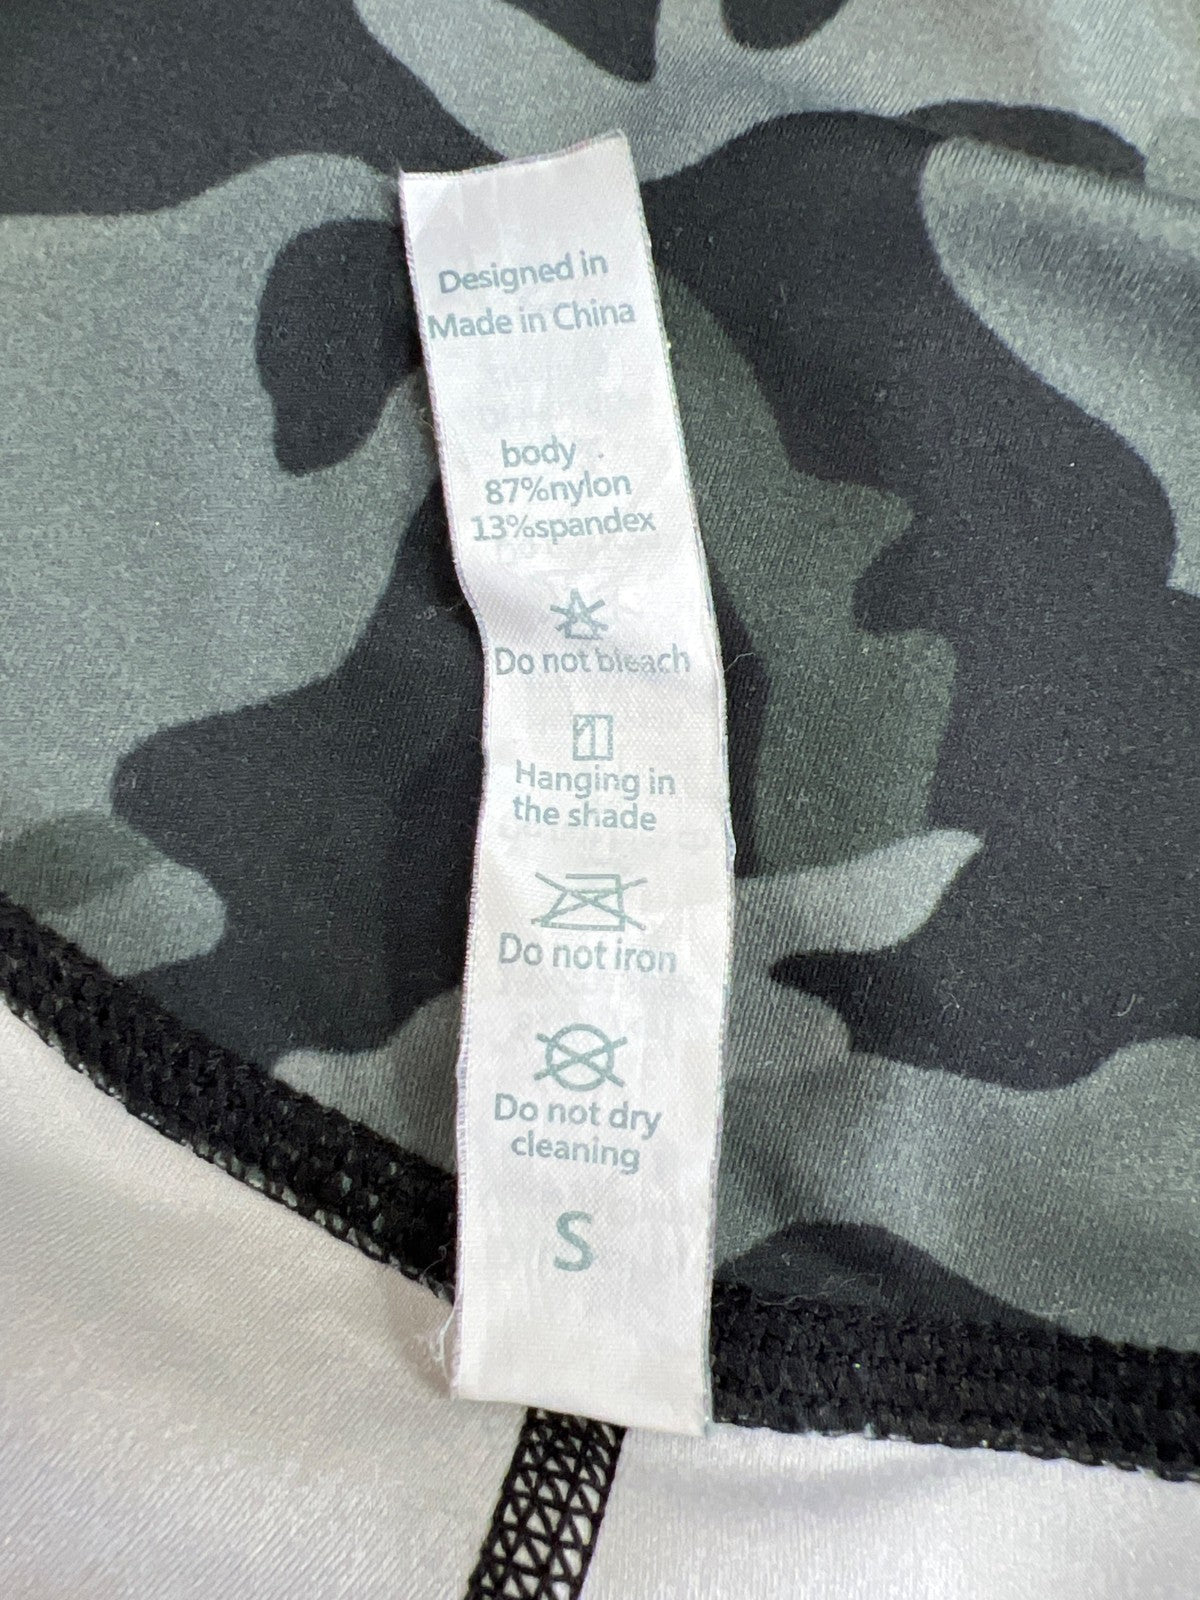 Designed in
Made in China
body
87%nylon
13%spandex
Do not bleach
Hanging in
the shade
Do not iron
Do not dry
cleaning
S